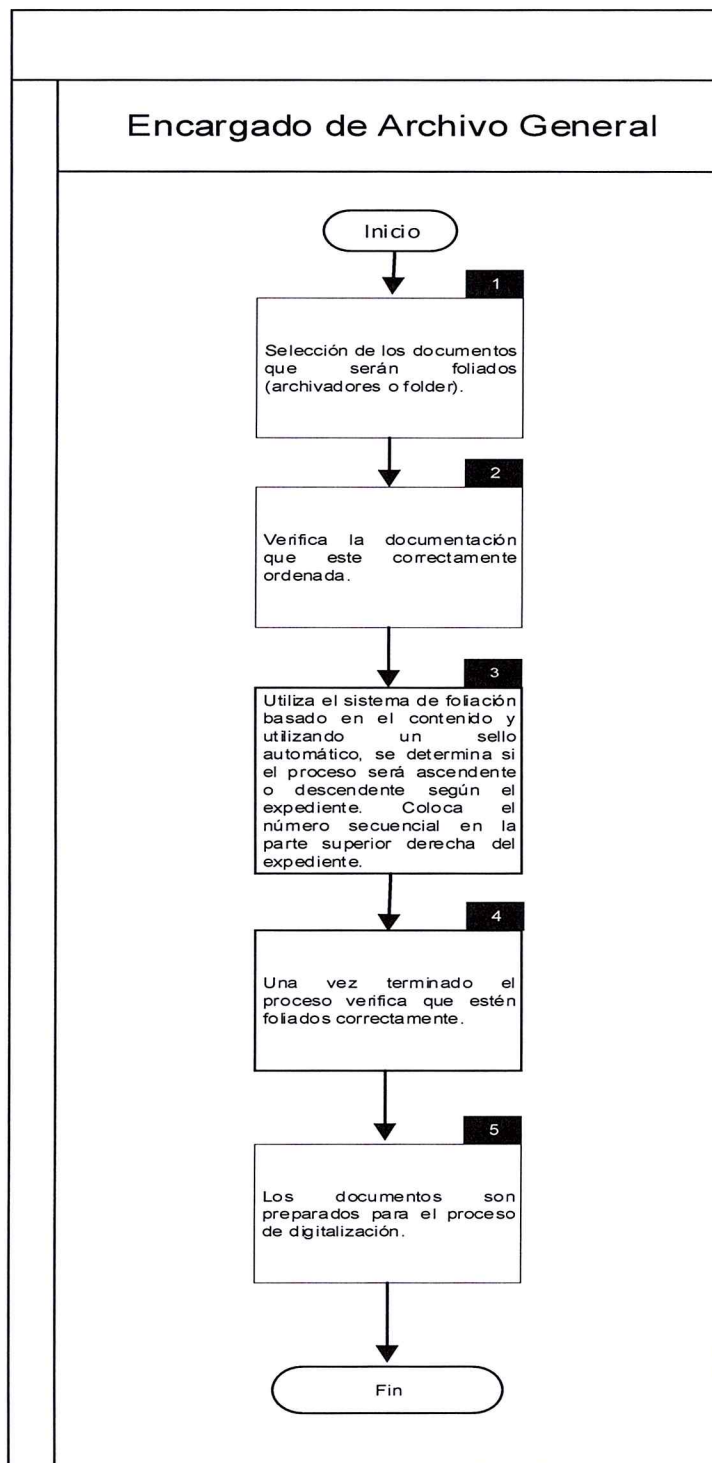 Encargado de Archivo General
Inicio
1
Selección de los documentos
que serán foliados
(archivadores o folder).
2
Verifica la documentación
que este correctamente
ordenada.
3
Utiliza el sistema de foliación
basado en el contenido y
utilizando un sello
automático, se determina si
el proceso será ascendente
o descendente según el
expediente. Coloca el
número secuencial en la
parte superior derecha del
expediente.
4
Una vez terminado el
proceso verifica que estén
foliados correctamente.
5
Los documentos son
preparados para el proceso
de digitalización.
Fin